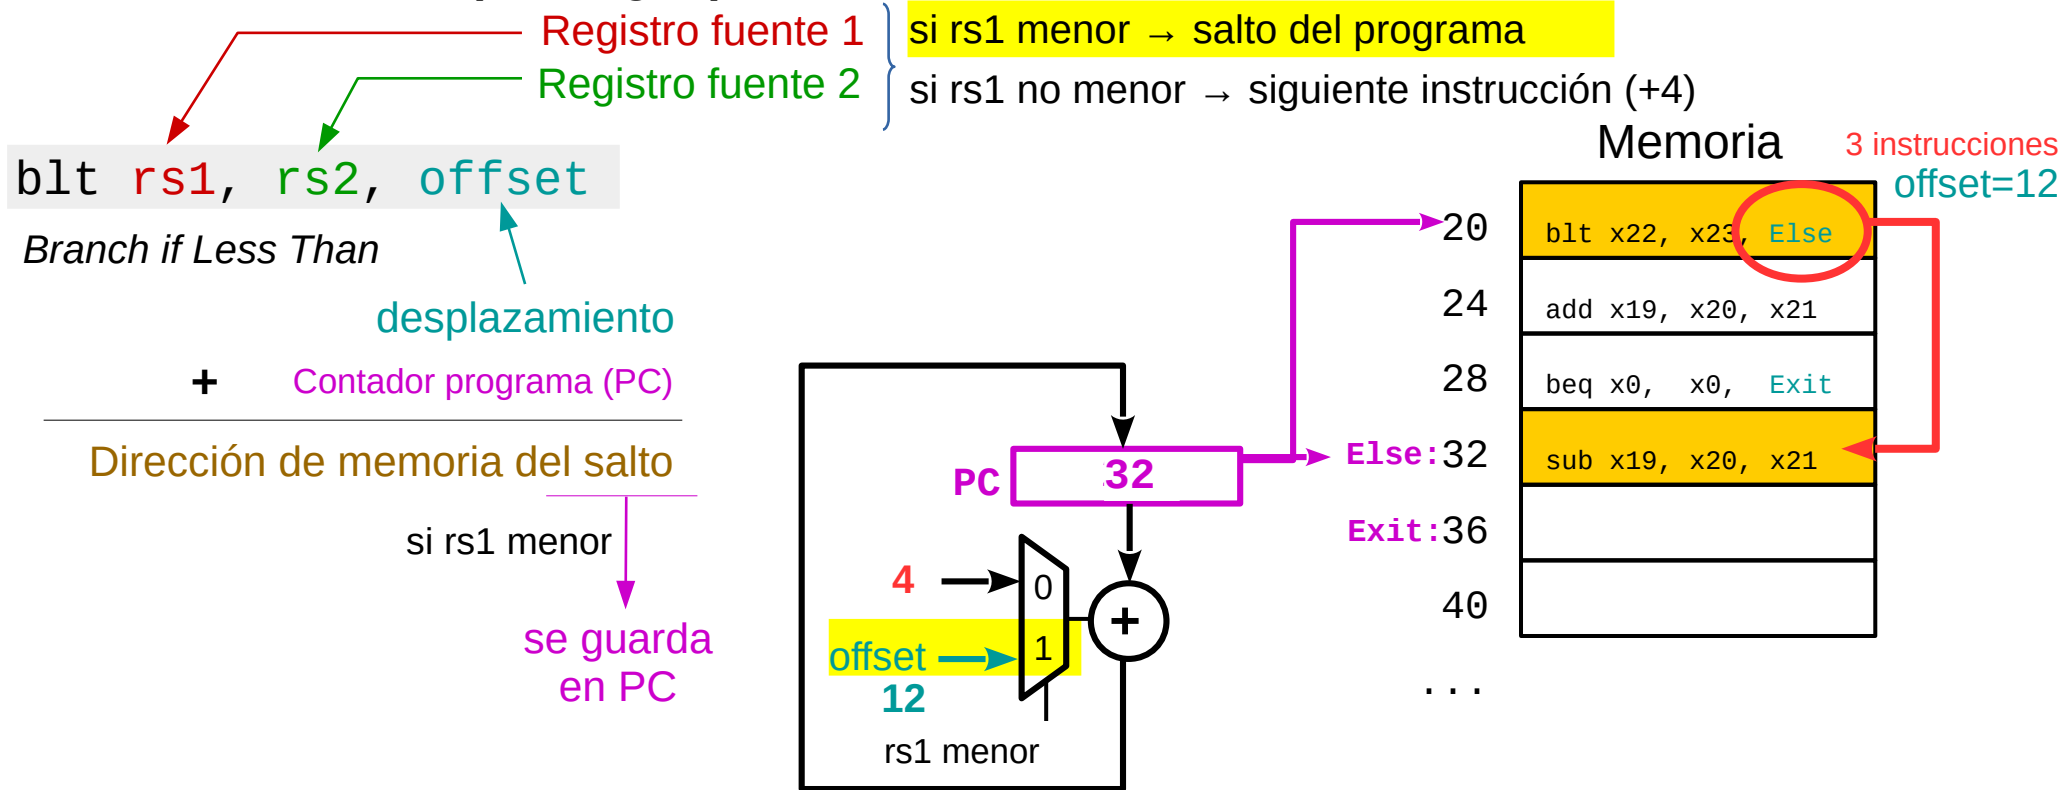 Registro fuente 1
Registro fuente 2
si rs1 menor → salto del programa
si rs1 no menor → siguiente instrucción (+4)
blt rs1, rs2, offset
Branch if Less Than
desplazamiento
+ Contador programa (PC)
Dirección de memoria del salto
si rs1 menor
se guarda
en PC
PC 32
4
0
+
offset
1
12
rs1 menor
Memoria
3 instrucciones
offset=12
20 blt x22, x23, Else
24 add x19, x20, x21
28 beq x0, x0, Exit
Else:32 sub x19, x20, x21
Exit:36
40
...